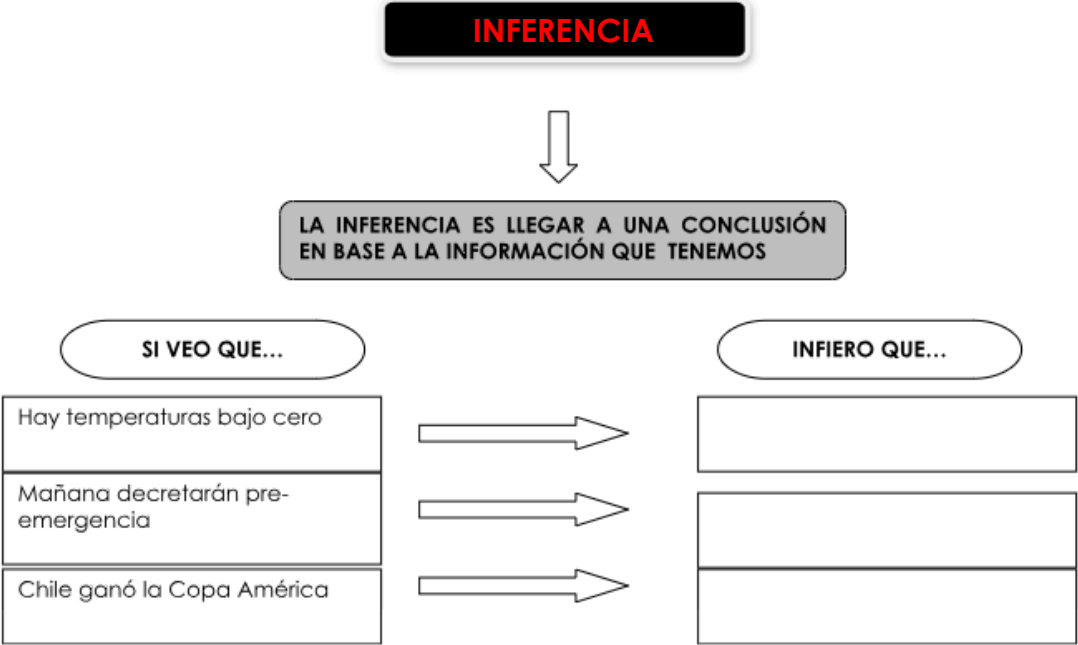 INFERENCIA
LA INFERENCIA ES LLEGAR A UNA CONCLUSIÓN
EN BASE A LA INFORMACIÓN QUE TENEMOS
SI VEO QUE...
INFIERO QUE...
Hay temperaturas bajo cero
Mañana decretarán pre-
emergencia
Chile ganó la Copa América